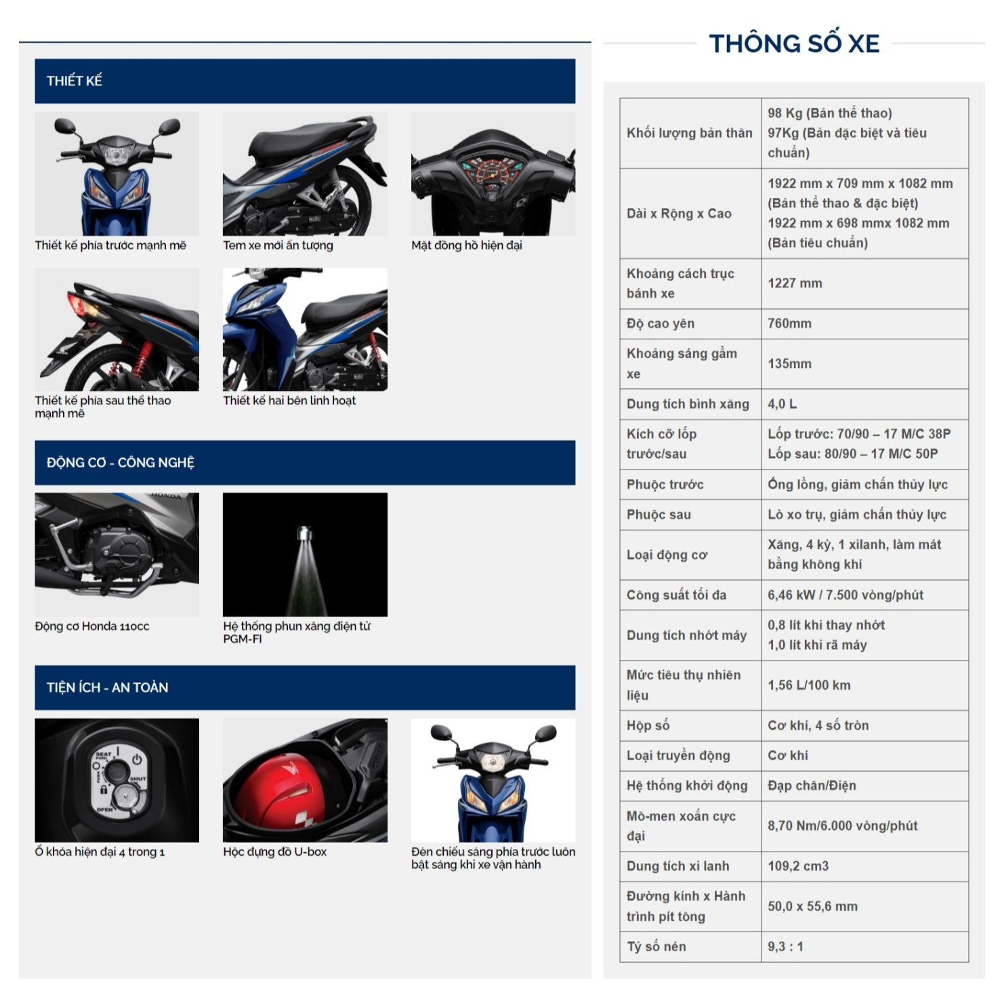 THÔNG SỐ XE
THIẾT KẾ
Thiết kế phía trước mạnh mẽ
Tem xe mới ấn tượng
Mặt đồng hồ hiện đại
Thiết kế phía sau thể thao
mạnh mẽ
Thiết kế hai bên linh hoạt
ĐỘNG CƠ - CÔNG NGHỆ
HONDA
Động cơ Honda 110cc
Hệ thống phun xăng điện tử
PGM-FI
TIỆN ÍCH - AN TOÀN
SEAT
PUSH
PUSH
SHUT
OPEN
Ổ khóa hiện đại 4 trong 1
Hộc đựng đồ U-box
Đèn chiếu sáng phía trước luôn
bật sáng khi xe vận hành
Khối lượng bản thân
98 Kg (Bản thể thao)
97Kg (Bản đặc biệt và tiêu
chuẩn)
Dài x Rộng x Cao
1922 mm x 709 mm x 1082 mm
(Bản thể thao & đặc biệt)
1922 mm x 698 mmx 1082 mm
(Bản tiêu chuẩn)
Khoảng cách trục
bánh xe
1227 mm
Độ cao yên
760mm
Khoảng sáng gầm
xe
135mm
Dung tích bình xăng
4,0 L
Kích cỡ lốp
trước/sau
Lốp trước: 70/90 – 17 M/C 38P
Lốp sau: 80/90 – 17 M/C 50P
Phuộc trước
Ống lồng, giảm chấn thủy lực
Phuộc sau
Lò xo trụ, giảm chấn thủy lực
Loại động cơ
Xăng, 4 kỳ, 1 xilanh, làm mát
bằng không khí
Công suất tối đa
6,46 kW / 7.500 vòng/phút
Dung tích nhớt máy
0,8 lít khi thay nhớt
1,0 lít khi rã máy
Mức tiêu thụ nhiên
liệu
1,56 L/100 km
Hộp số
Cơ khí, 4 số tròn
Loại truyền động
Cơ khí
Hệ thống khởi động
Đạp chân/Điện
Mô-men xoắn cực
đại
8,70 Nm/6.000 vòng/phút
Dung tích xi lanh
109,2 cm3
Đường kính x Hành
trình pít tông
50,0 x 55,6 mm
Tỷ số nén
9,3 : 1